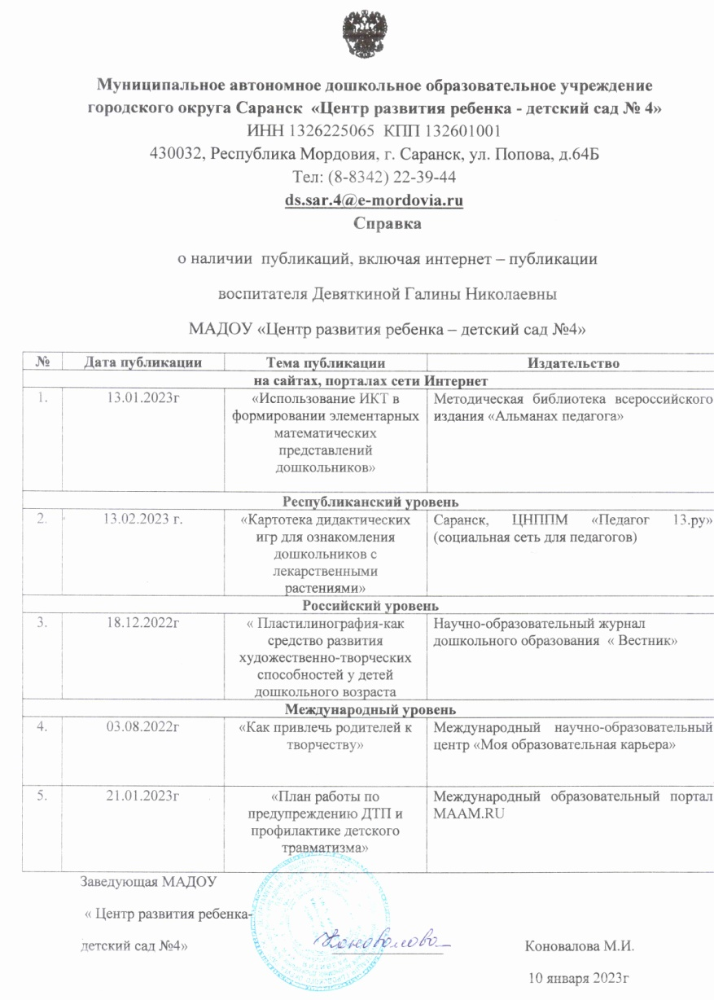 Муниципальное автономное дошкольное образовательное учреждение
городского округа Саранск «Центр развития ребенка - детский сад № 4»
ИНН 1326225065 КПП 132601001
430032, Республика Мордовия, г. Саранск, ул. Попова, д.64Б
Тел: (8-8342) 22-39-44
ds.sar.4@e-mordovia.ru
Справка
о наличии публикаций, включая интернет – публикации
воспитателя Девяткиной Галины Николаевны
МАДОУ «Центр развития ребенка – детский сад №4»
№ Дата публикации Тема публикации Издательство
на сайтах, порталах сети Интернет
1. 13.01.2023г «Использование ИКТ в Методическая библиотека всероссийского
формировании элементарных издания «Альманах педагога»
математических
представлений
дошкольников»
Республиканский уровень
2. 13.02.2023 г. «Картотека дидактических Саранск, ЦНППМ «Педагог 13.ру»
игр для ознакомления (социальная сеть для педагогов)
дошкольников с
лекарственными
растениями»
Российский уровень
3. 18.12.2022г « Пластилинография-как Научно-образовательный журнал
средство развития дошкольного образования « Вестник»
художественно-творческих
способностей у детей
дошкольного возраста
Международный уровень
4. 03.08.2022г «Как привлечь родителей к Международный научно-образовательный
творчеству» центр «Моя образовательная карьера»
5. 21.01.2023г «План работы по Международный образовательный портал
предупреждению ДТП и MAAM.RU
профилактике детского
травматизма»
Заведующая МАДОУ
« Центр развития ребенка-
детский сад №4» Коновалова Коновалова М.И.
10 января 2023г